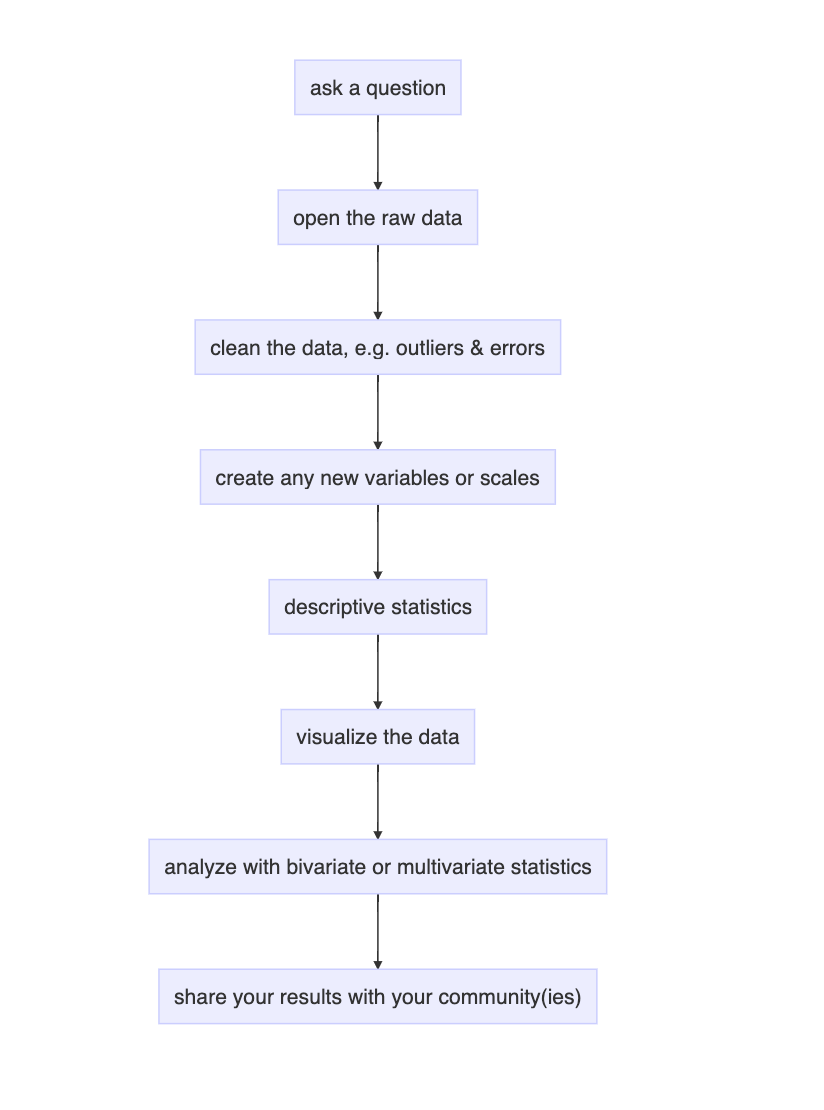 ask a question
open the raw data
clean the data, e.g. outliers & errors
create any new variables or scales
descriptive statistics
visualize the data
analyze with bivariate or multivariate statistics
share your results with your community(ies)